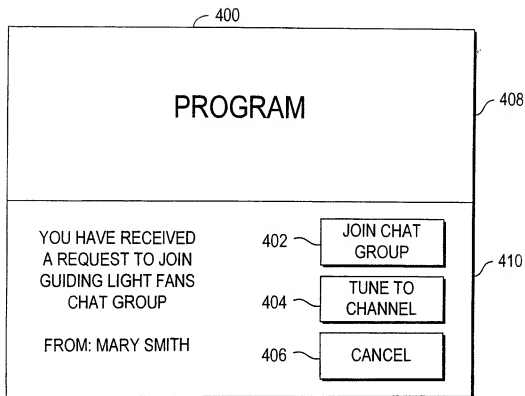 400
PROGRAM
408
YOU HAVE RECEIVED
A REQUEST TO JOIN
GUIDING LIGHT FANS
CHAT GROUP
FROM: MARY SMITH
402
JOIN CHAT
GROUP
404
TUNE TO
CHANNEL
406
CANCEL
410